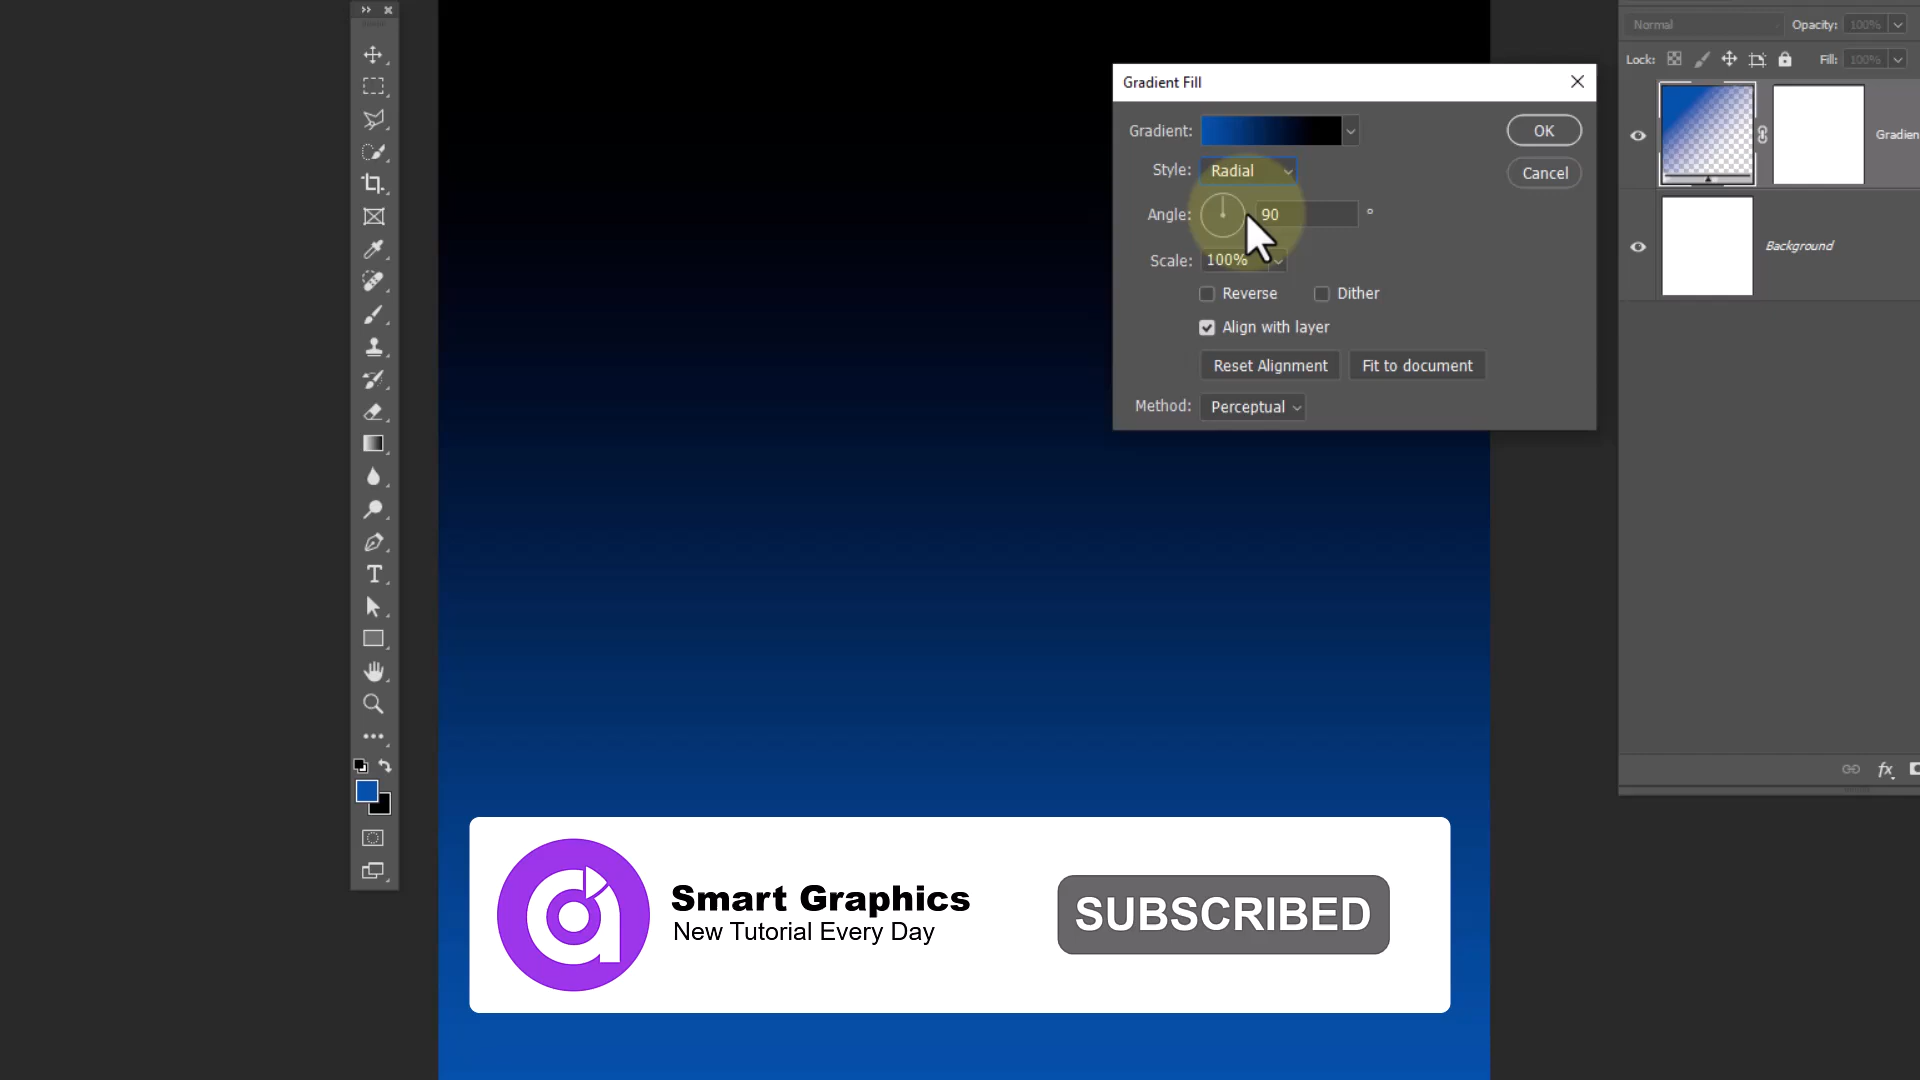 Gradient Fill
Gradient:
OK
Style: Radial
Cancel
Angle: 90 °
Scale: 100%
Reverse Dither
Align with layer
Reset Alignment Fit to document
Method: Perceptual
Normal Opacity: 100%
Lock: Fill: 100%
Gradien
Background
fx
Smart Graphics
New Tutorial Every Day
SUBSCRIBED